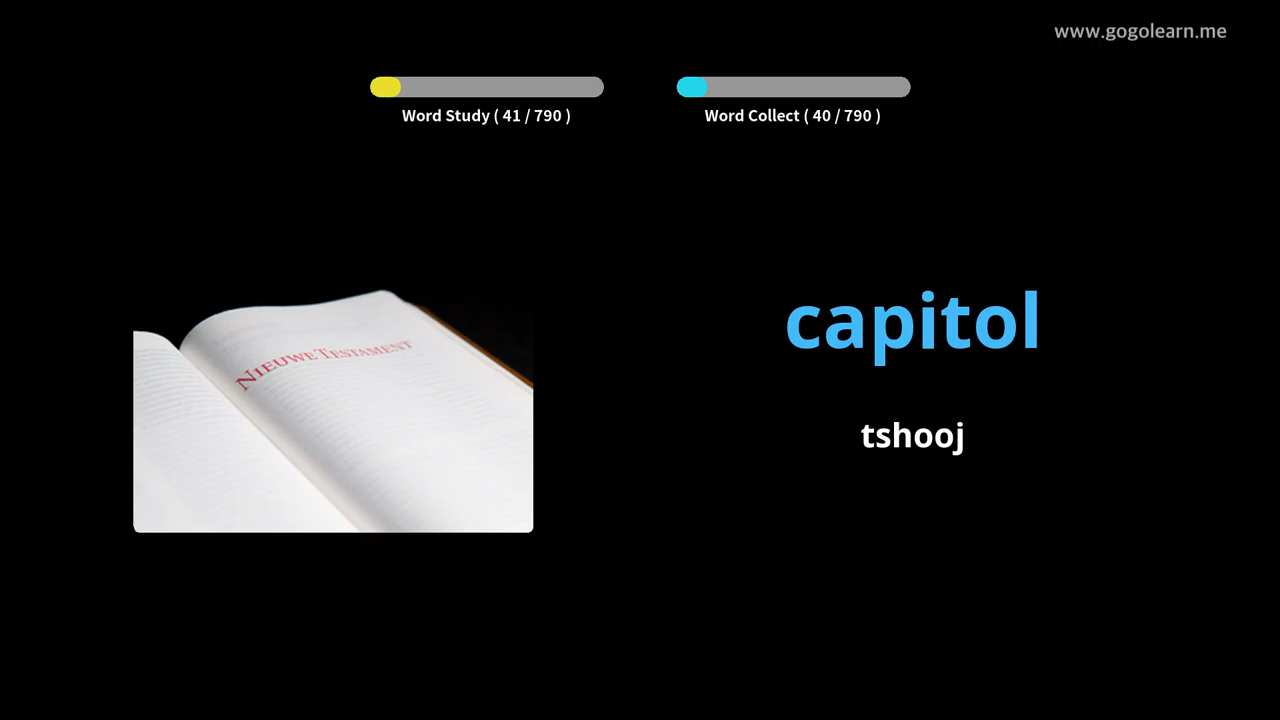 www.gogolearn.me
Word Study ( 41 / 790 )
Word Collect ( 40 / 790 )
NIEUWE TESTAMENT
capitol
tshooj